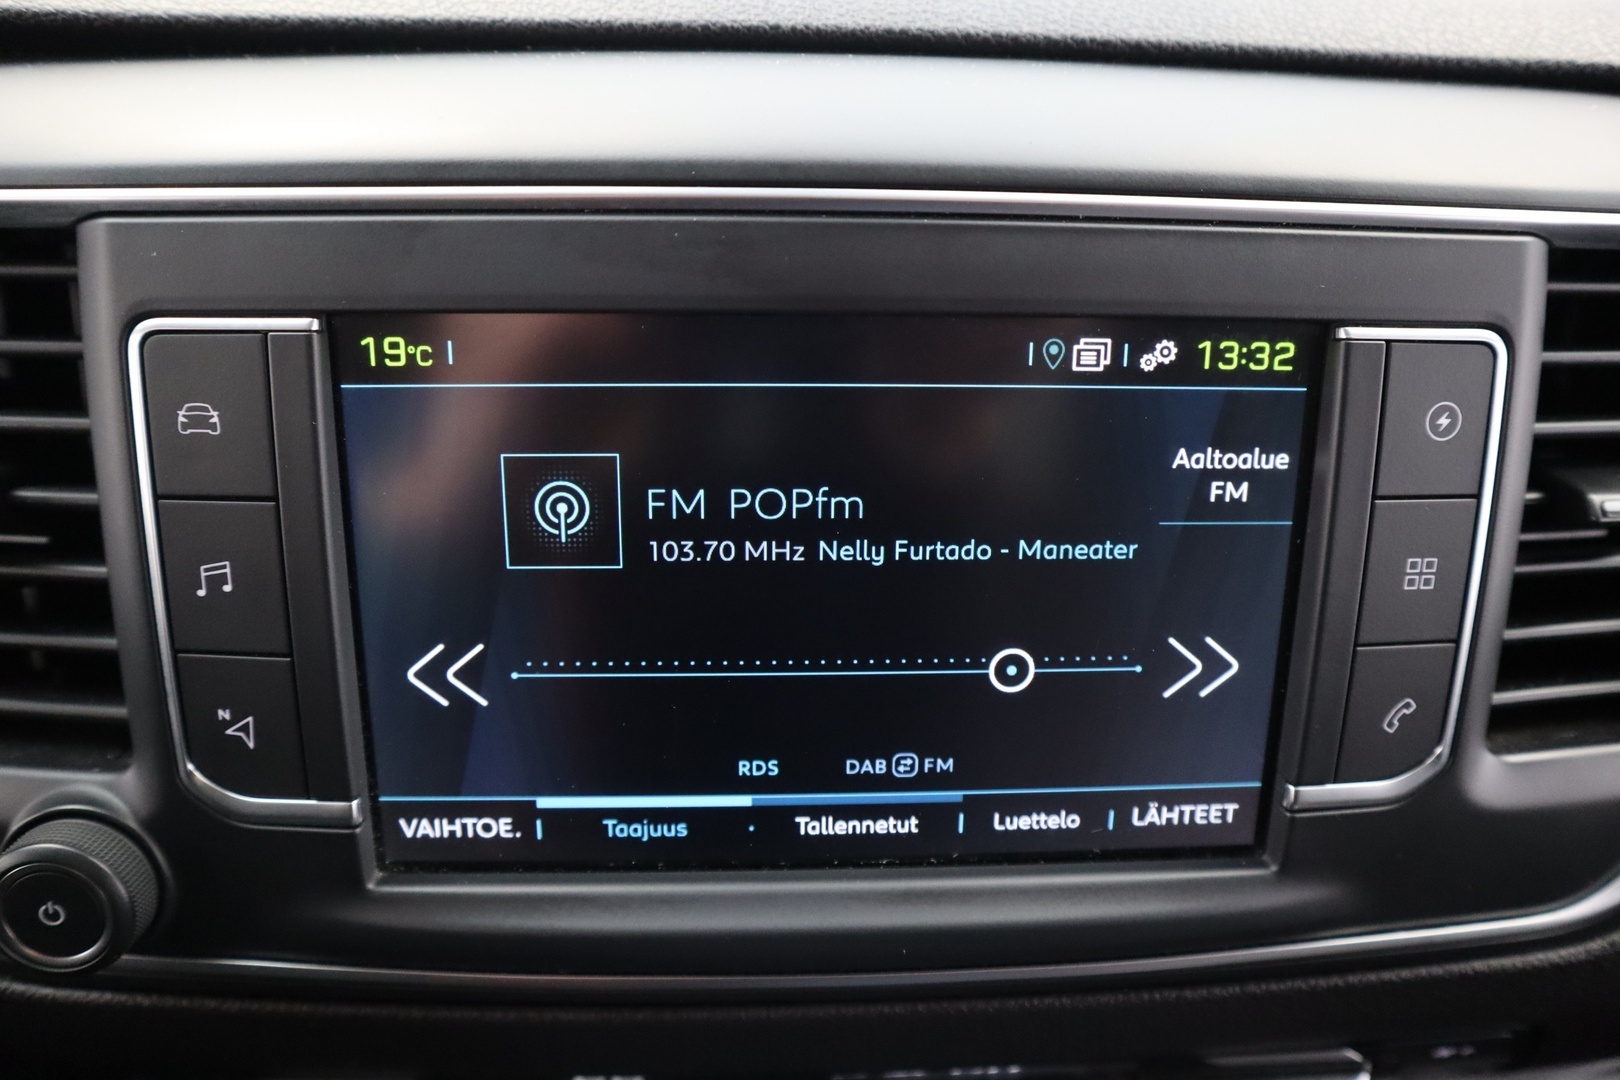 19°C
13:32
Aaltoalue
FM
FM POPfm
103.70 MHz Nelly Furtado - Maneater
N
RDS
DAB FM
VAIHTOE. Taajuus Tallennetut Luettelo LÄHTEET